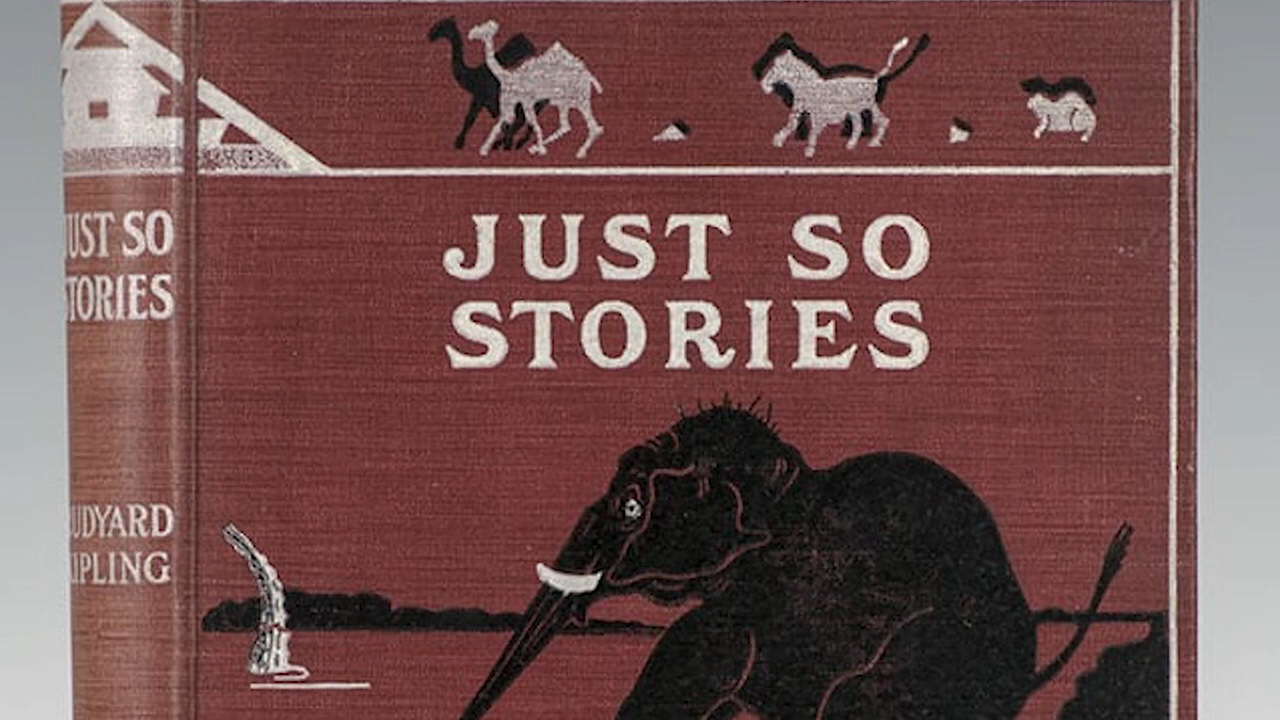 JUST SO
STORIES
UST SO
TORIES
UDYARD
IPLING